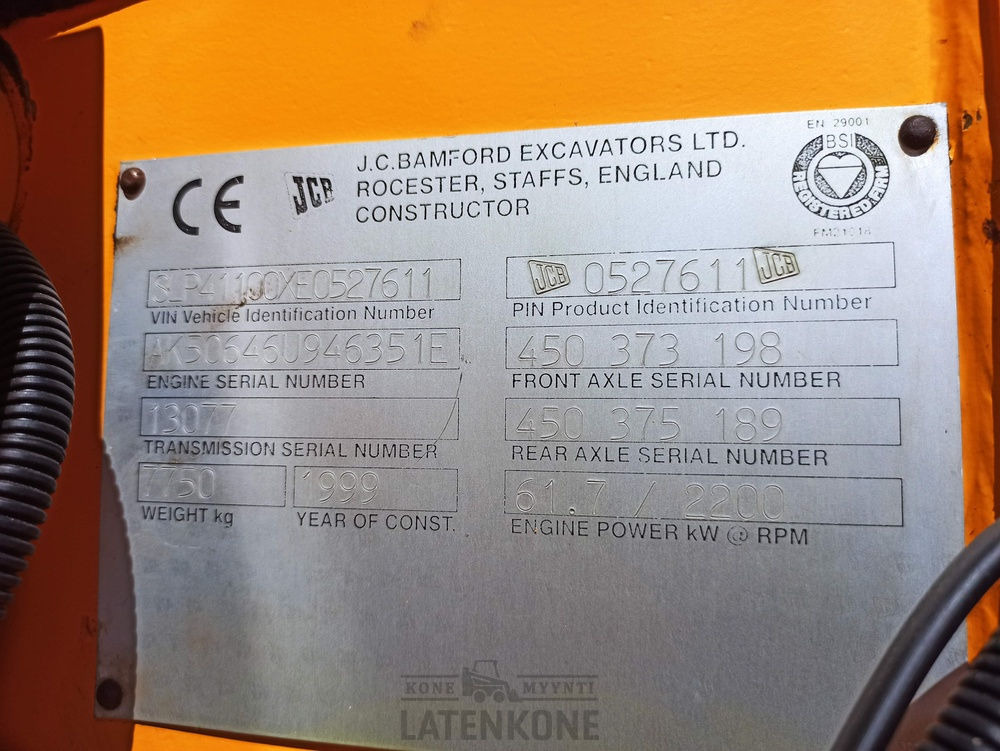 CE
JCB
J.C.BAMFORD EXCAVATORS LTD.
ROCESTER, STAFFS, ENGLAND
CONSTRUCTOR
EN 29001
BSI
REGISTERED FIRM
SLP41100XE0527611
VIN Vehicle Identification Number
JCB 0527611 JCB
PIN Product Identification Number
AK50646U946351E
ENGINE SERIAL NUMBER
450 373 198
FRONT AXLE SERIAL NUMBER
13077
TRANSMISSION SERIAL NUMBER
450 375 189
REAR AXLE SERIAL NUMBER
7750
WEIGHT kg
1999
YEAR OF CONST.
61.7 / 2200
ENGINE POWER kW @ RPM
KONE MYYNTI
LATENKONE